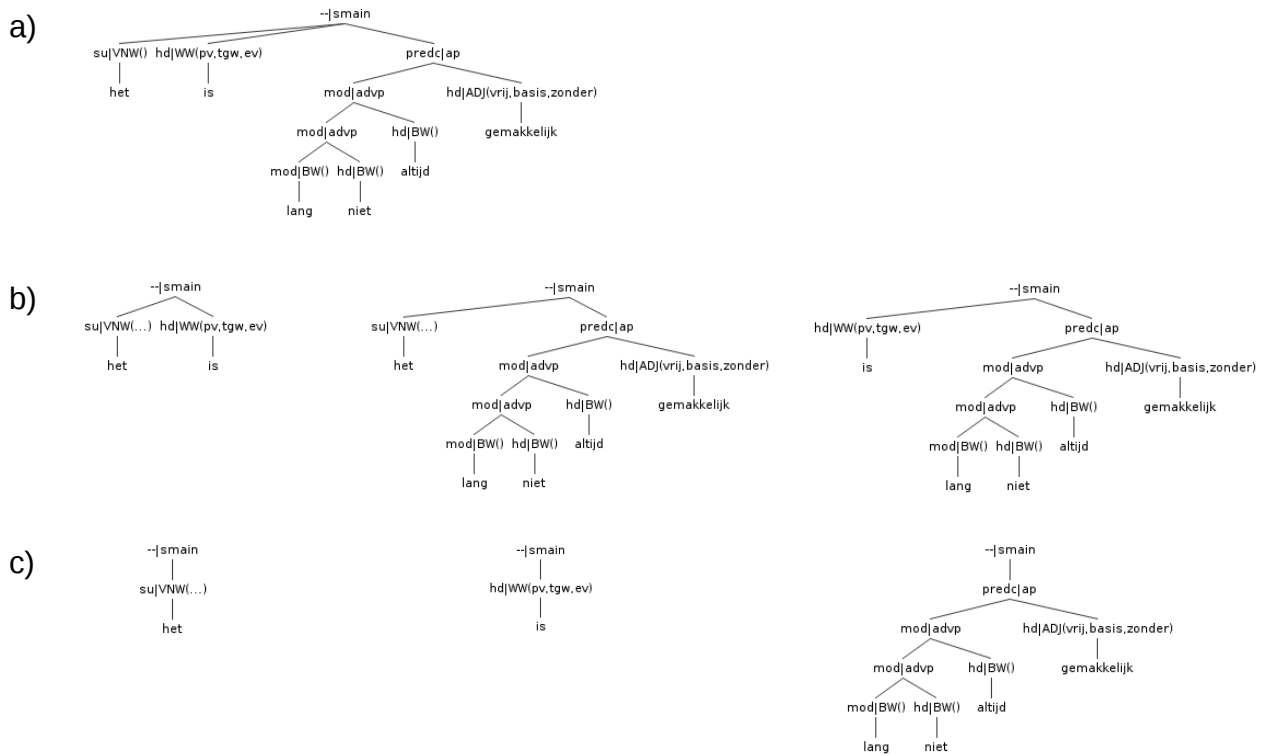 a)
--|smain
su|VNW() hd|WW(pv,tgw,ev) predc|ap
het is mod|advp hd|ADJ(vrij,basis,zonder)
mod|advp hd|BW() gemakkelijk
mod|BW() hd|BW() altijd
lang niet
b)
--|smain --|smain --|smain
su|VNW(...) hd|WW(pv,tgw,ev) su|VNW(...) predc|ap hd|WW(pv,tgw,ev) predc|ap
het is het mod|advp hd|ADJ(vrij,basis,zonder) is mod|advp hd|ADJ(vrij,basis,zonder)
mod|advp hd|BW() gemakkelijk mod|advp hd|BW() gemakkelijk
mod|BW() hd|BW() altijd mod|BW() hd|BW() altijd
lang niet lang niet
c)
--|smain --|smain --|smain
su|VNW(...) hd|WW(pv,tgw,ev) predc|ap
het is mod|advp hd|ADJ(vrij,basis,zonder)
mod|advp hd|BW() gemakkelijk
mod|BW() hd|BW() altijd
lang niet